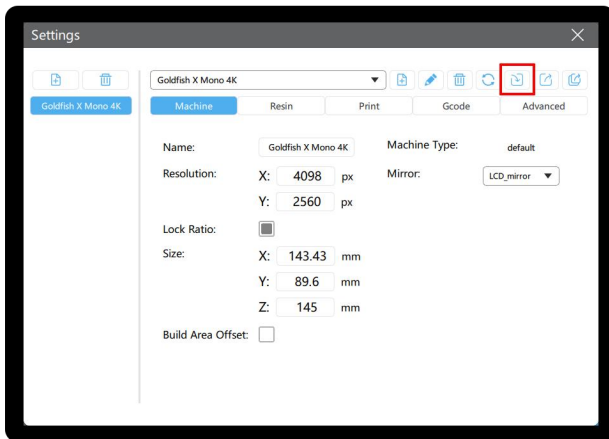 Settings
Goldfish X Mono 4K
Goldfish X Mono 4K
Machine Resin Print Gcode Advanced
Name: Goldfish X Mono 4K Machine Type: default
Resolution: X: 4098 px Mirror: LCD_mirror
Y: 2560 px
Lock Ratio:
Size: X: 143.43 mm
Y: 89.6 mm
Z: 145 mm
Build Area Offset: